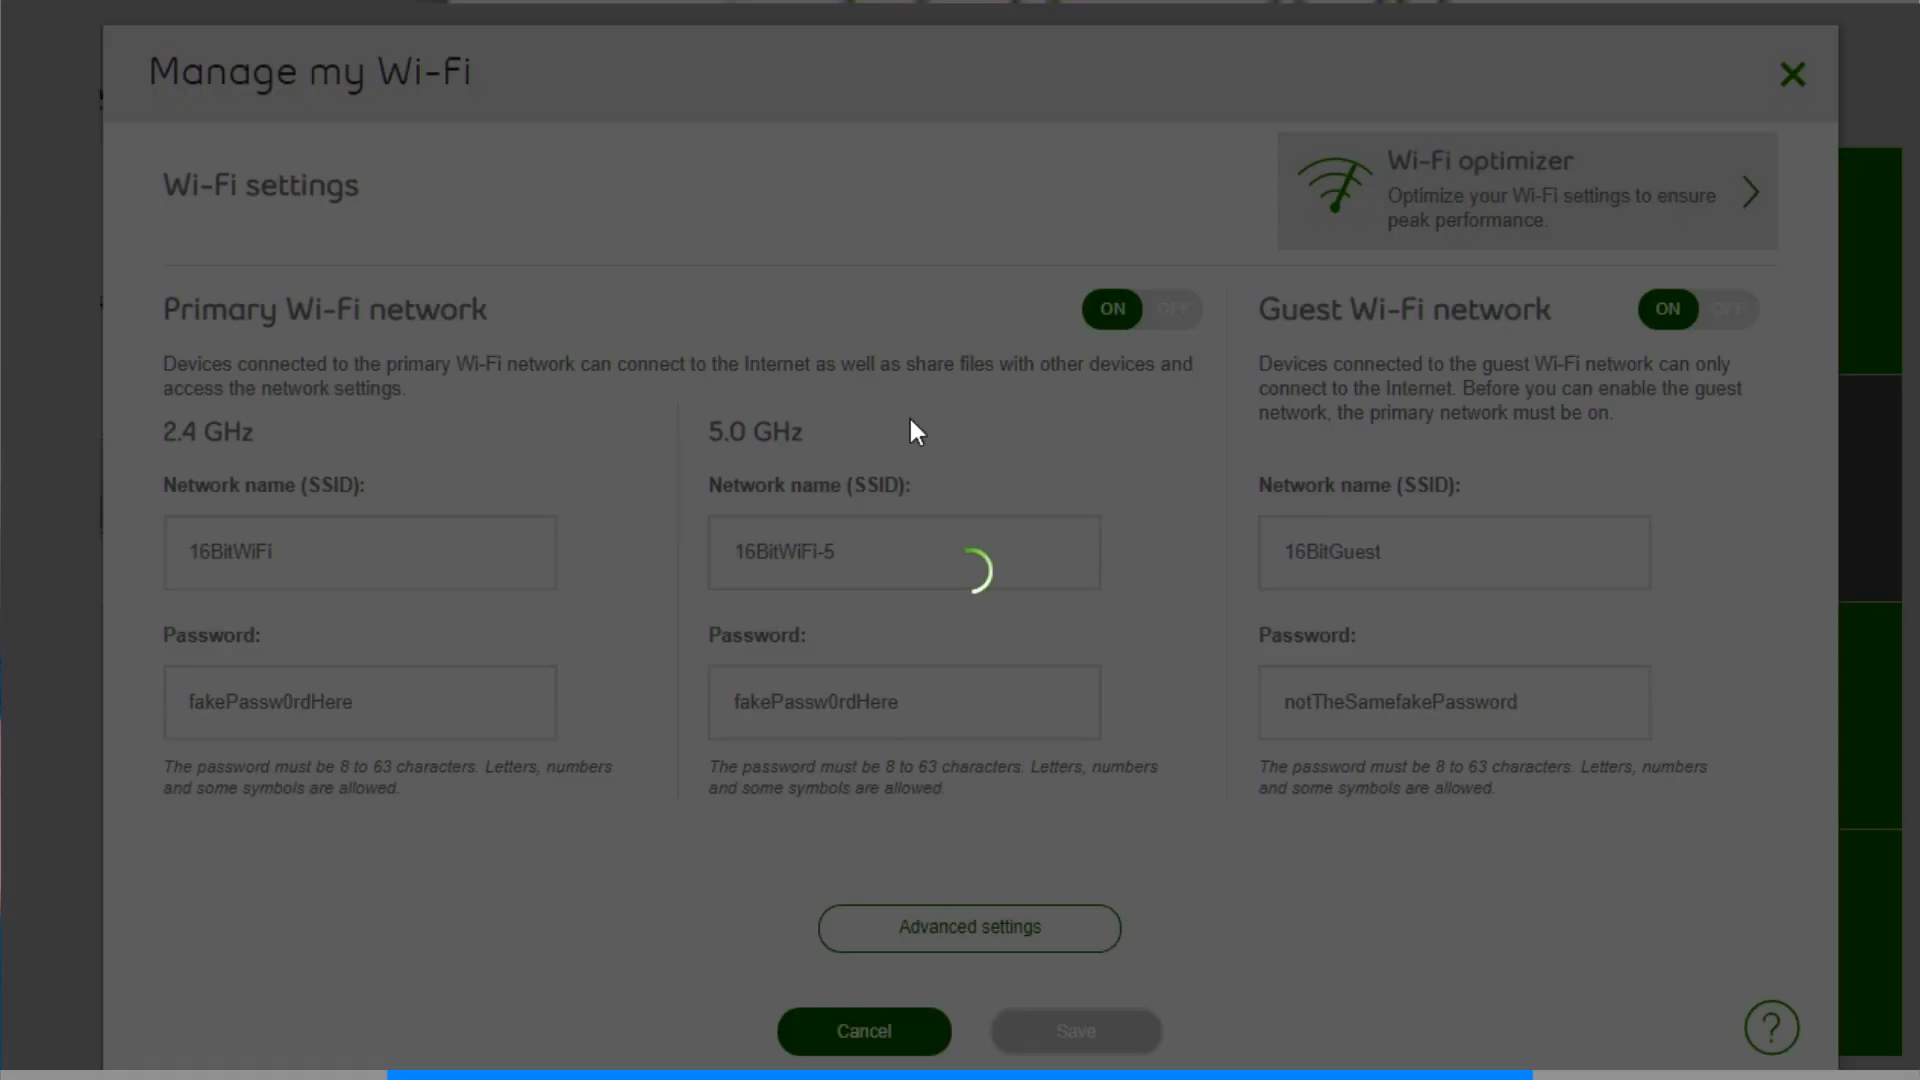 Manage my Wi-Fi
Wi-Fi settings
Wi-Fi optimizer
Optimize your Wi-Fi settings to ensure
peak performance.
Primary Wi-Fi network
ON OFF
Guest Wi-Fi network
ON OFF
Devices connected to the primary Wi-Fi network can connect to the Internet as well as share files with other devices and
access the network settings.
Devices connected to the guest Wi-Fi network can only
connect to the Internet. Before you can enable the guest
network, the primary network must be on.
2.4 GHz
Network name (SSID):
16BitWiFi
Password:
fakePassw0rdHere
The password must be 8 to 63 characters. Letters, numbers
and some symbols are allowed.
5.0 GHz
Network name (SSID):
16BitWiFi-5
Password:
fakePassw0rdHere
The password must be 8 to 63 characters. Letters, numbers
and some symbols are allowed.
Network name (SSID):
16BitGuest
Password:
notTheSamefakePassword
The password must be 8 to 63 characters. Letters, numbers
and some symbols are allowed.
Advanced settings
Cancel
Save
?